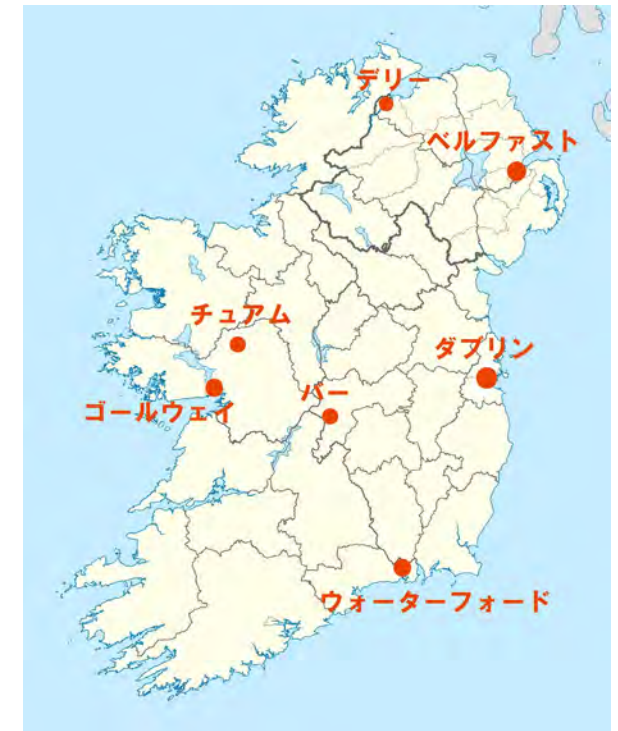 デリー
ベルファスト
チュアム
ダブリン
ゴールウェイ
バー
ウォーターフォード